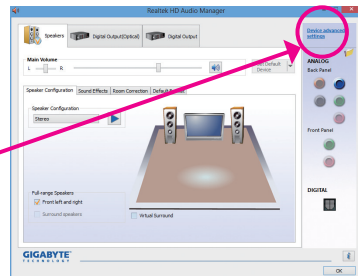 Realtek HD Audio Manager
Speakers
Digital Output(Optical)
Digital Output
Device advanced
settings
Main Volume
L
R
Default
Device
ANALOG
Back Panel
Speaker Configuration
Sound Effects
Room Correction
Default Format
Speaker Configuration
Stereo
Front Panel
Full-range Speakers
Front left and right
Surround speakers
Virtual Surround
DIGITAL
GIGABYTE
TECHNOLOGY
OK